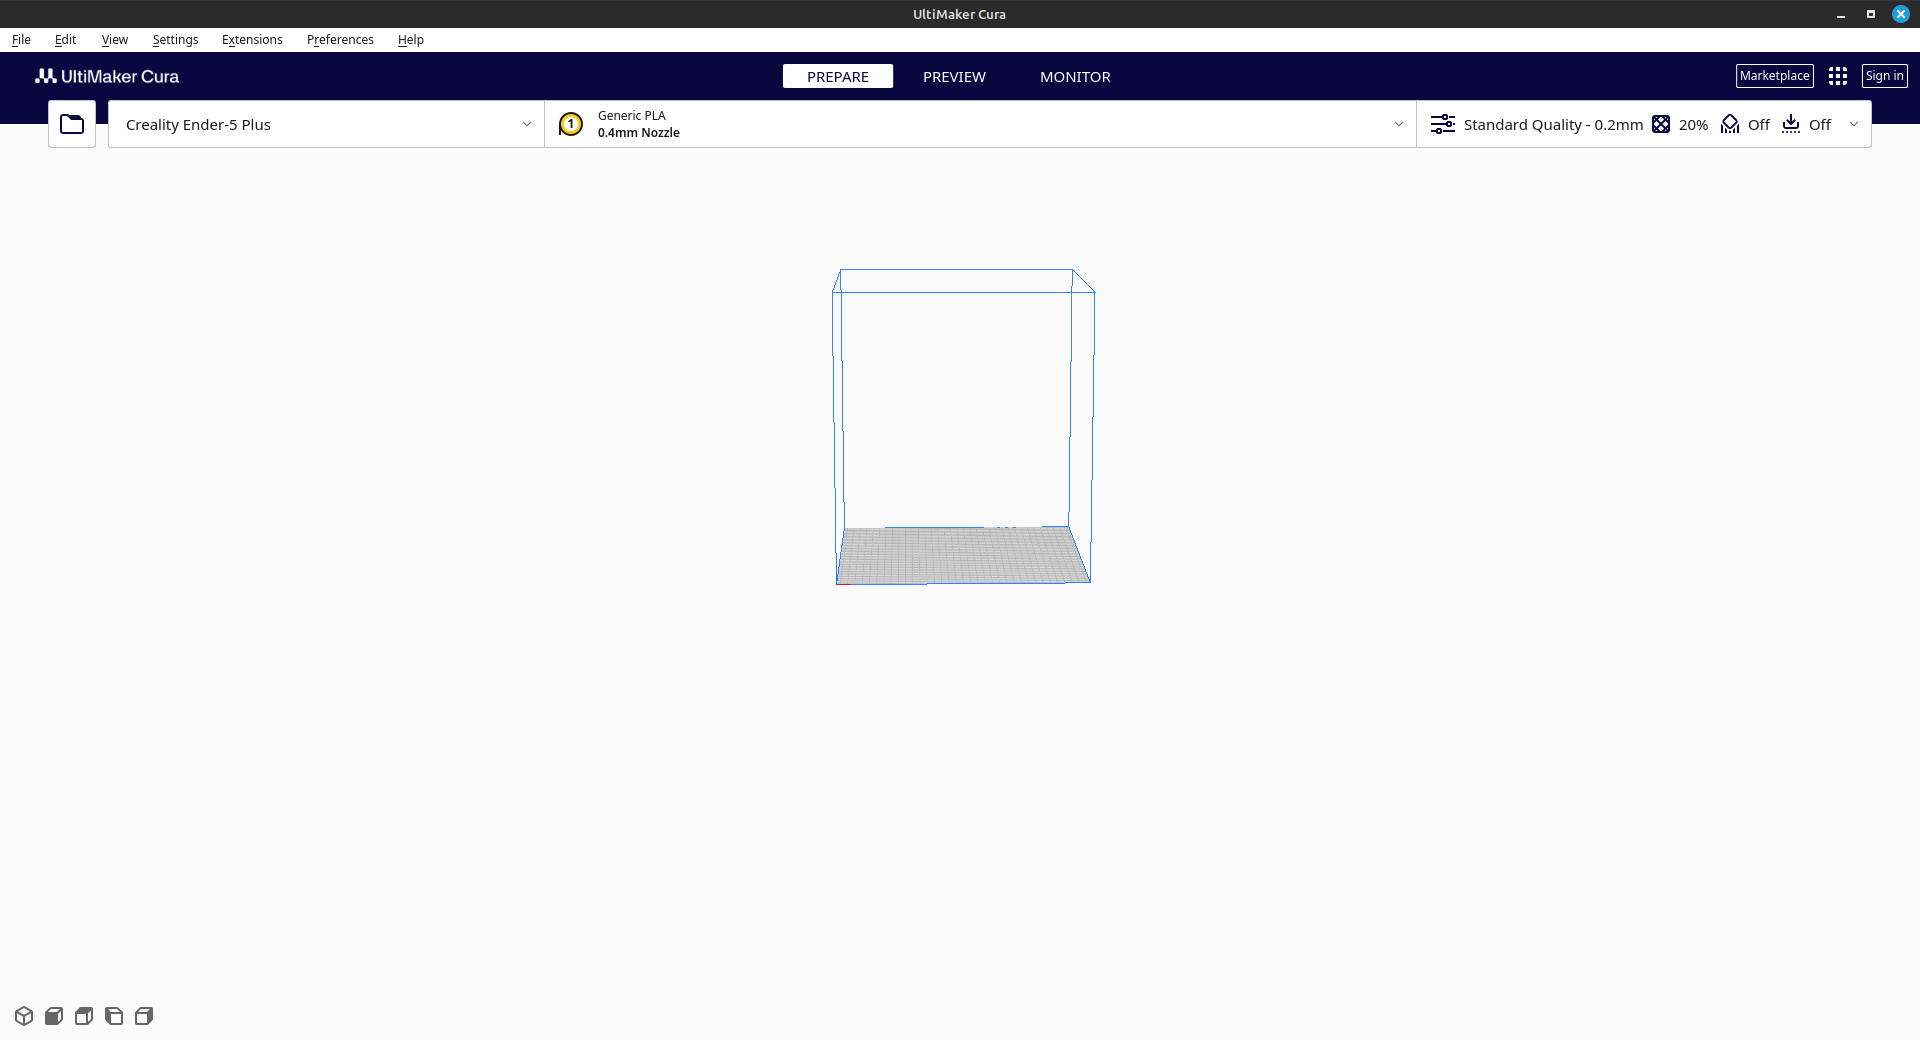 UltiMaker Cura
File Edit View Settings Extensions Preferences Help
UltiMaker Cura PREPARE PREVIEW MONITOR Marketplace Sign in
Creality Ender-5 Plus
1
Generic PLA
0.4mm Nozzle
Standard Quality - 0.2mm 20% Off Off